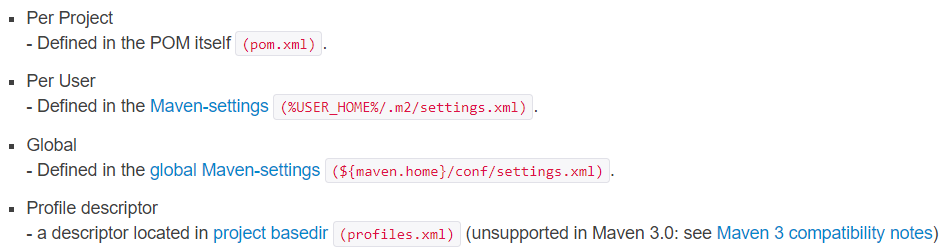 ▪ Per Project
- Defined in the POM itself (pom.xml) .
▪ Per User
- Defined in the Maven-settings (%USER_HOME%/.m2/settings.xml) .
▪ Global
- Defined in the global Maven-settings (${maven.home}/conf/settings.xml) .
▪ Profile descriptor
- a descriptor located in project basedir (profiles.xml) (unsupported in Maven 3.0: see Maven 3 compatibility notes)